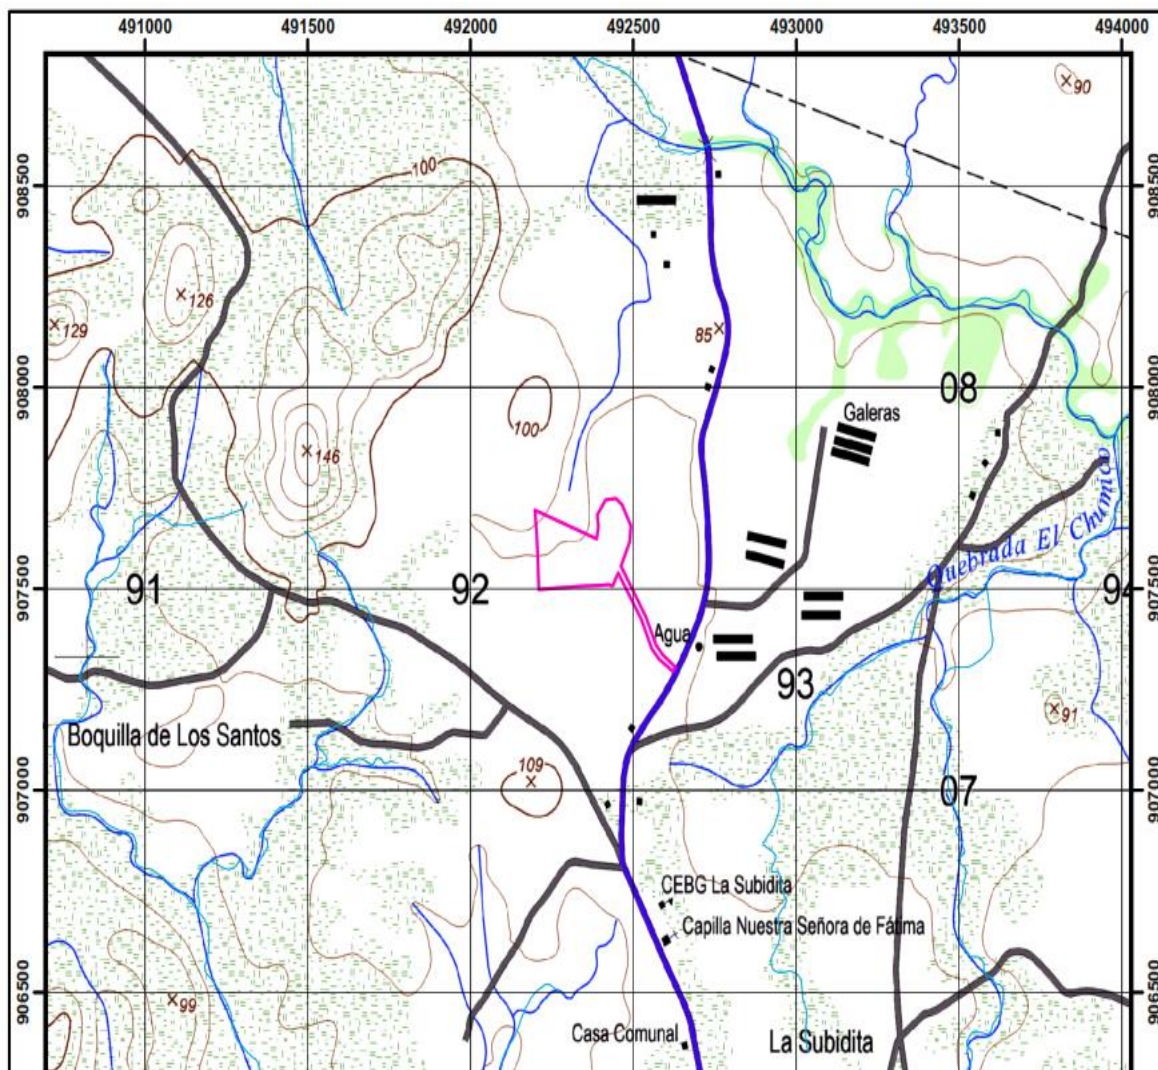 491000 491500 492000 492500 493000 493500 494000
90
908500
100
908500
126
129
85
908000
08
908000
100
Galeras
146
Quebrada El Chumico
907500
91
92
94
907500
Agua
93
91
Boquilla de Los Santos
109
907000
07
907000
CEBG La Subidita
Capilla Nuestra Señora de Fátima
906500
99
906500
Casa Comunal
La Subidita